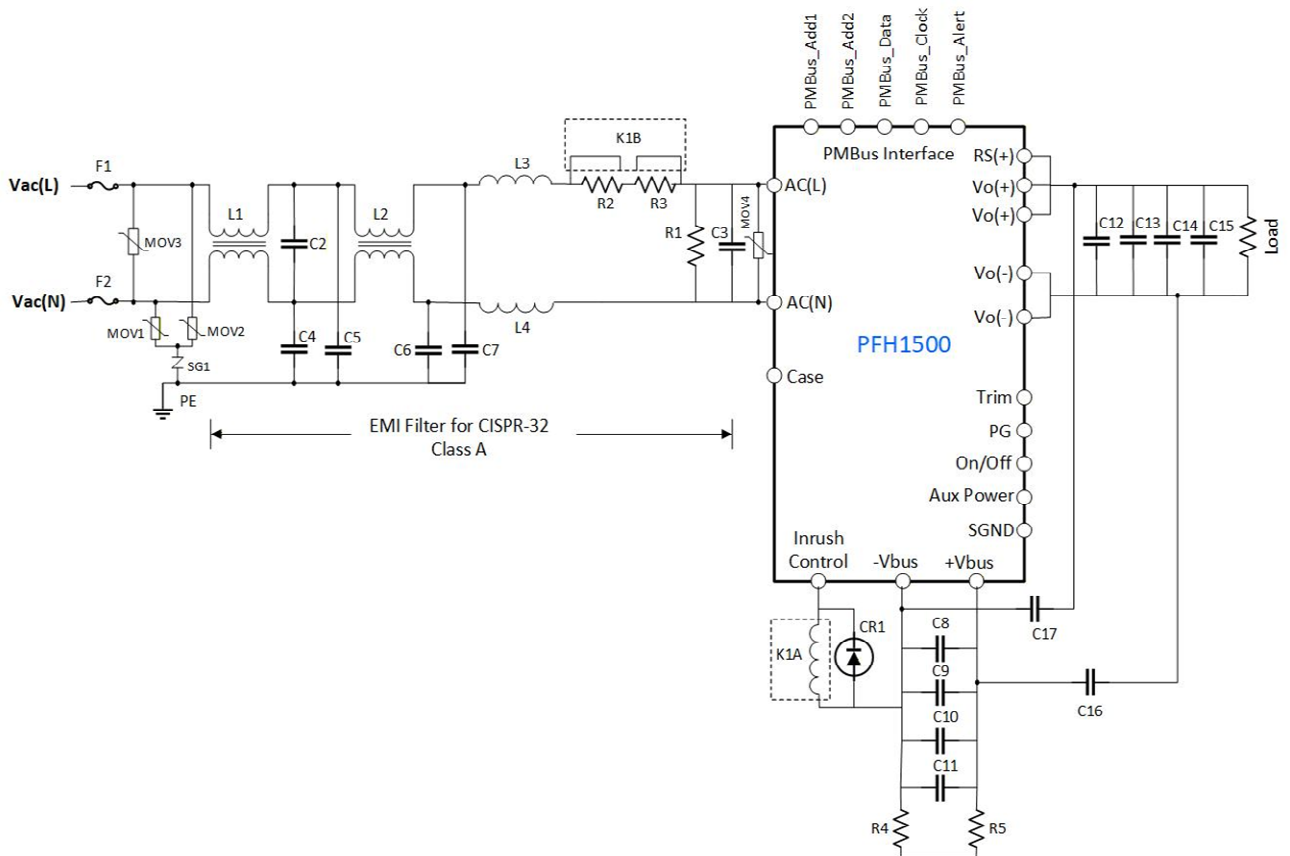 PMBus_Add1
PMBus_Add2
PMBus_Data
PMBus_Clock
PMBus_Alert
PMBus Interface
RS(+)
Vo(+)
Vo(+)
Vo(-)
Vo(-)
AC(L)
AC(N)
Case
PFH1500
Trim
PG
On/Off
Aux Power
SGND
Inrush
Control
-Vbus
+Vbus
Vac(L)
F1
MOV3
Vac(N)
F2
MOV1
MOV2
SG1
PE
L1
C2
L2
C4
C5
C6
C7
L3
L4
K1B
R2
R3
R1
C3
MOV4
EMI Filter for CISPR-32
Class A
C12
C13
C14
C15
Load
K1A
CR1
C8
C9
C10
C11
C17
C16
R4
R5